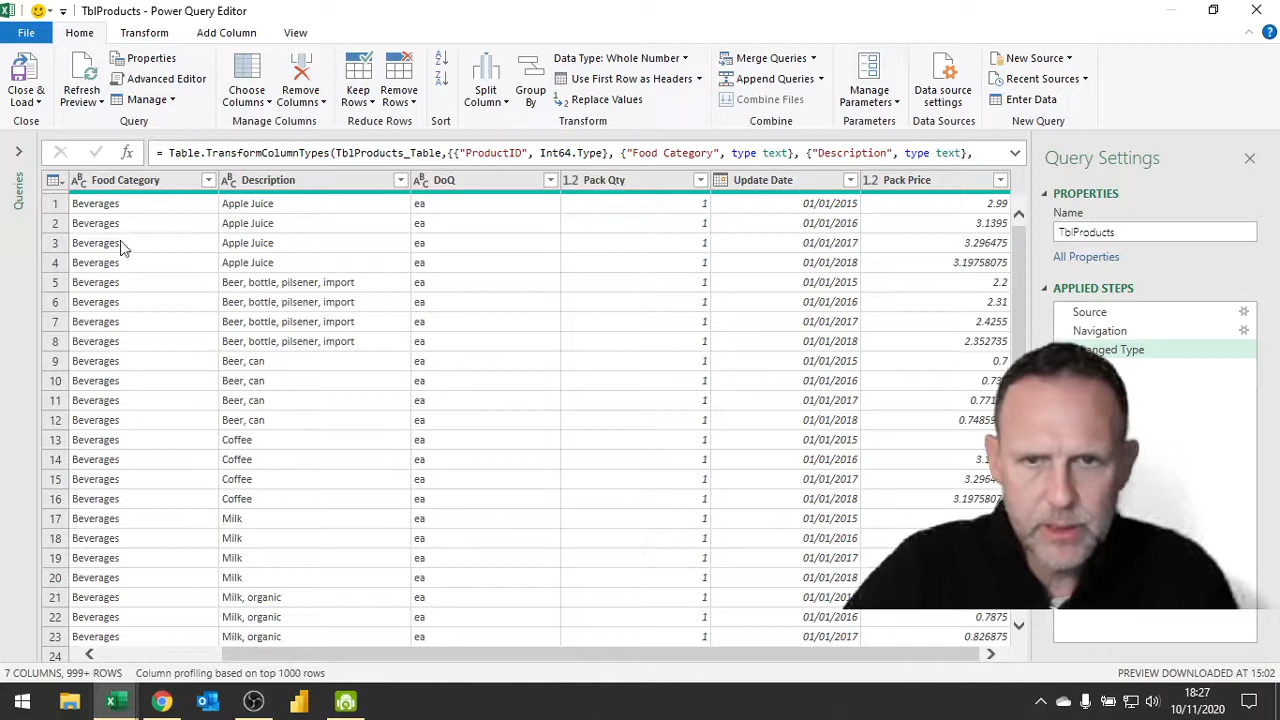 TblProducts - Power Query Editor
File Home Transform Add Column View
Close & Load
Refresh Preview
Properties
Advanced Editor
Manage
Query
Choose Columns
Remove Columns
Manage Columns
Keep Rows
Remove Rows
Reduce Rows
Sort
Split Column
Group By
Data Type: Whole Number
Use First Row as Headers
Replace Values
Transform
Merge Queries
Append Queries
Combine Files
Combine
Manage Parameters
Parameters
Data source settings
Data Sources
New Source
Recent Sources
Enter Data
New Query
= Table.TransformColumnTypes(TblProducts_Table,{{"ProductID", Int64.Type}, {"Food Category", type text}, {"Description", type text},
Queries
Food Category Description DoQ 1.2 Pack Qty Update Date 1.2 Pack Price
1 Beverages Apple Juice ea 1 01/01/2015 2.99
2 Beverages Apple Juice ea 1 01/01/2016 3.1395
3 Beverages Apple Juice ea 1 01/01/2017 3.296475
4 Beverages Apple Juice ea 1 01/01/2018 3.19758075
5 Beverages Beer, bottle, pilsener, import ea 1 01/01/2015 2.2
6 Beverages Beer, bottle, pilsener, import ea 1 01/01/2016 2.31
7 Beverages Beer, bottle, pilsener, import ea 1 01/01/2017 2.4255
8 Beverages Beer, bottle, pilsener, import ea 1 01/01/2018 2.352735
9 Beverages Beer, can ea 1 01/01/2015 0.7
10 Beverages Beer, can ea 1 01/01/2016
11 Beverages Beer, can ea 1 01/01/2017
12 Beverages Beer, can ea 1 01/01/2018
13 Beverages Coffee ea 1 01/01/2015
14 Beverages Coffee ea 1 01/01/2016
15 Beverages Coffee ea 1 01/01/2017
16 Beverages Coffee ea 1 01/01/2018
17 Beverages Milk ea 1 01/01/2015
18 Beverages Milk ea 1 01/01/2016
19 Beverages Milk ea 1 01/01/2017
20 Beverages Milk ea 1 01/01/2018
21 Beverages Milk, organic ea 1
22 Beverages Milk, organic ea 1 01/01/2016 0.7875
23 Beverages Milk, organic ea 1 01/01/2017 0.826875
24
Query Settings
PROPERTIES
Name
TblProducts
All Properties
APPLIED STEPS
Source
Navigation
Type
7 COLUMNS, 999+ ROWS Column profiling based on top 1000 rows PREVIEW DOWNLOADED AT 15:02
18:27
10/11/2020